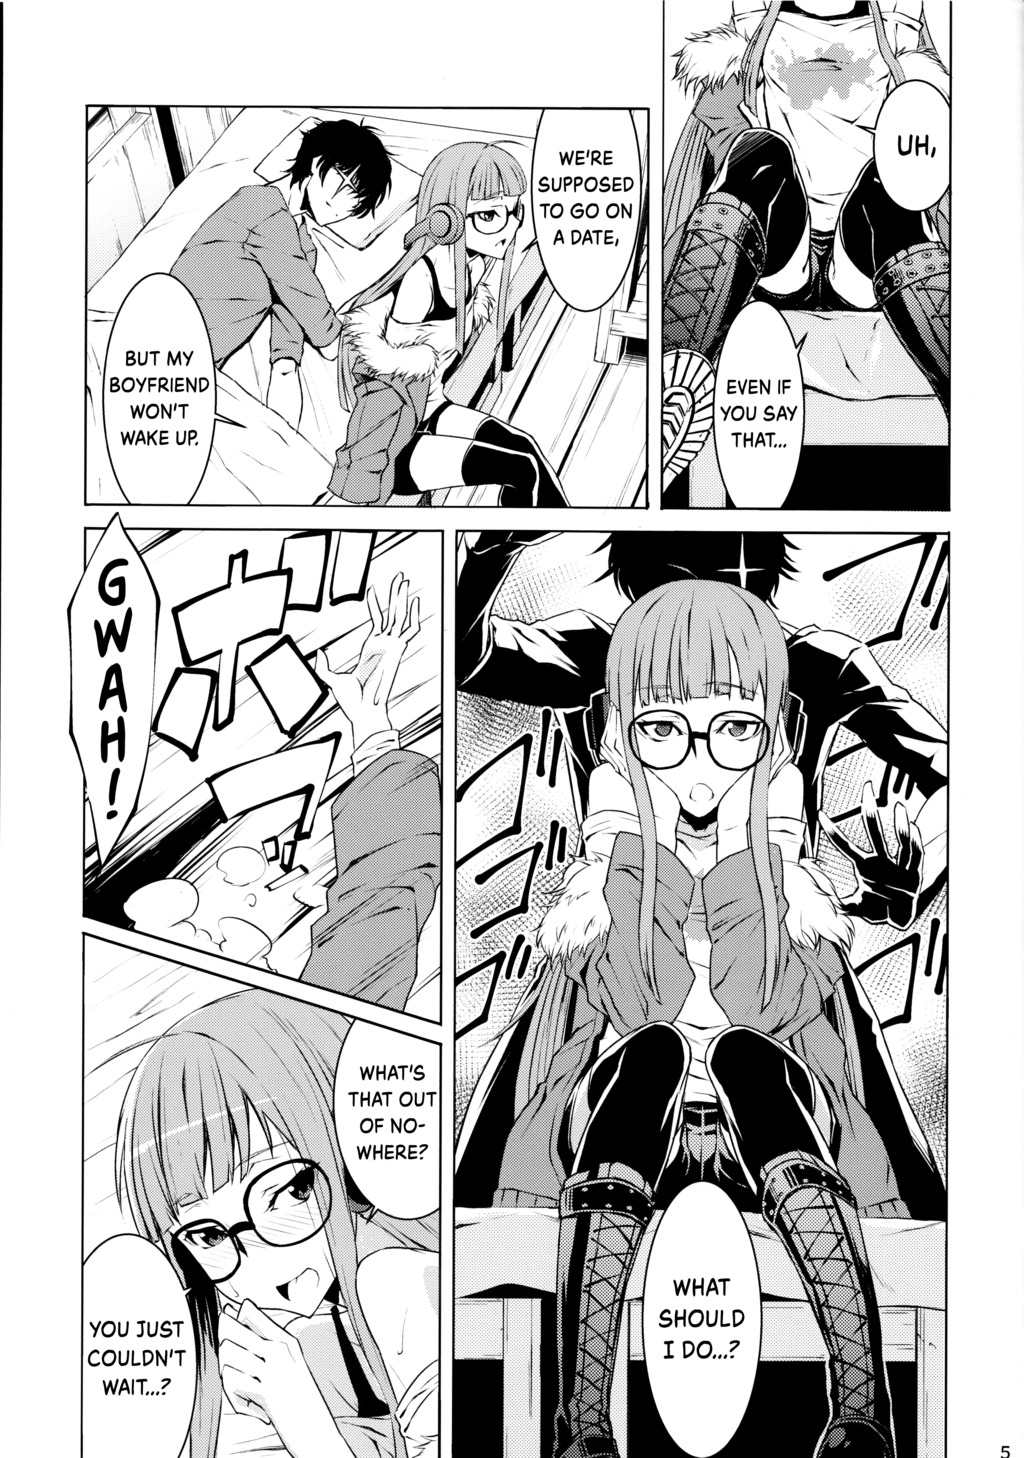 WE'RE
SUPPOSED
TO GO ON
A DATE,
BUT MY
BOYFRIEND
WON'T
WAKE UP.
UH,
EVEN IF
YOU SAY
THAT...
WHAT
SHOULD
I DO...?
GWAH!
WHAT'S
THAT OUT
OF NO-
WHERE?
YOU JUST
COULDN'T
WAIT...?
5